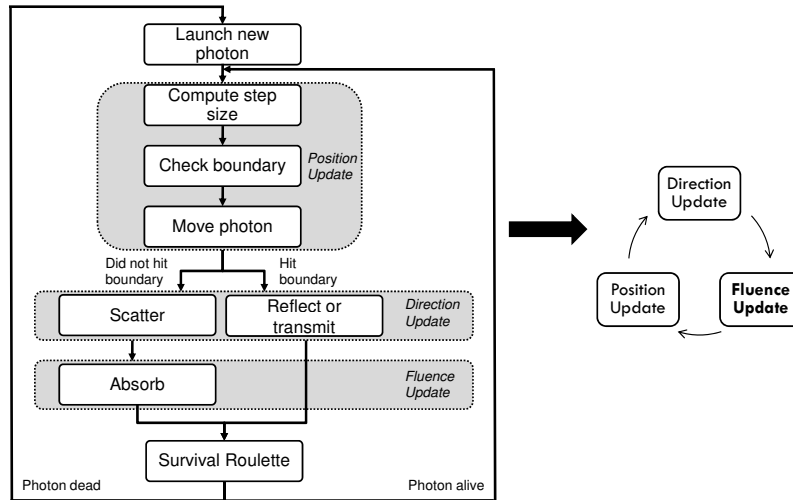 Launch new
photon
Compute step
size
Check boundary
Position
Update
Move photon
Did not hit
boundary
Hit
boundary
Scatter
Reflect or
transmit
Direction
Update
Absorb
Fluence
Update
Survival Roulette
Photon dead
Photon alive
Direction
Update
Position
Update
Fluence
Update